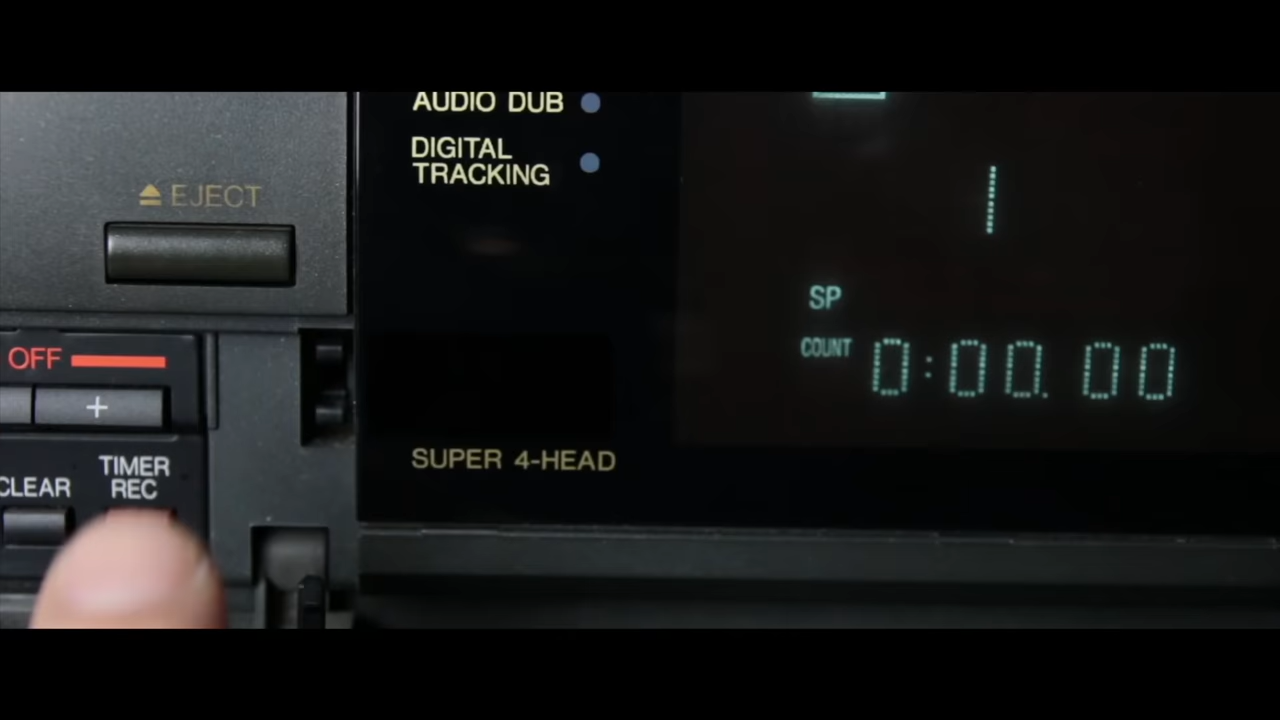 AUDIO DUB
DIGITAL
TRACKING
EJECT
SP
COUNT 0:00.00
OFF
+
SUPER 4-HEAD
CLEAR
TIMER
REC